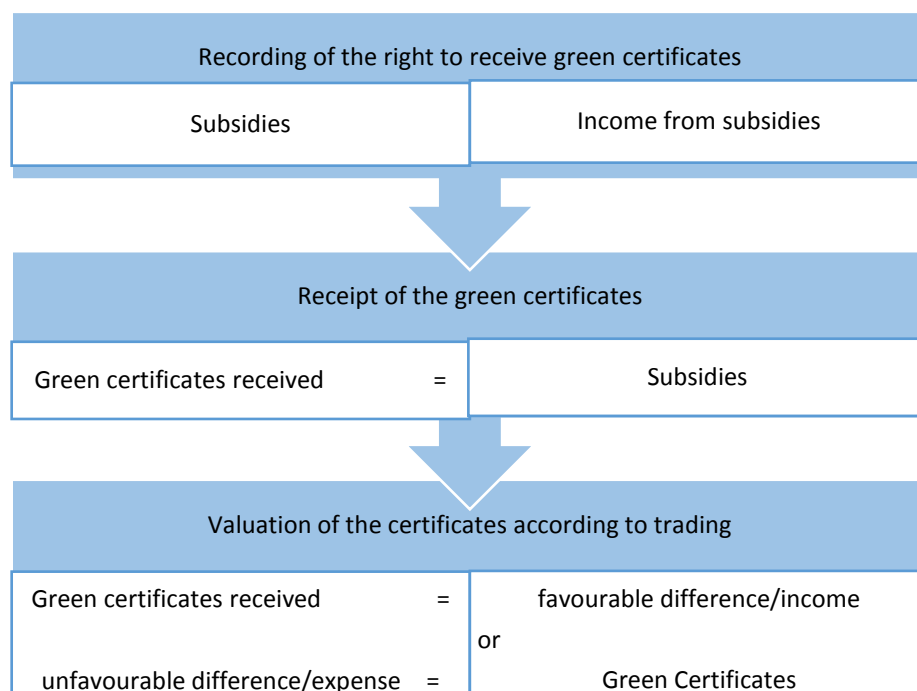 Recording of the right to receive green certificates
Subsidies Income from subsidies
Receipt of the green certificates
Green certificates received = Subsidies
Valuation of the certificates according to trading
Green certificates received = favourable difference/income
or
unfavourable difference/expense = Green Certificates